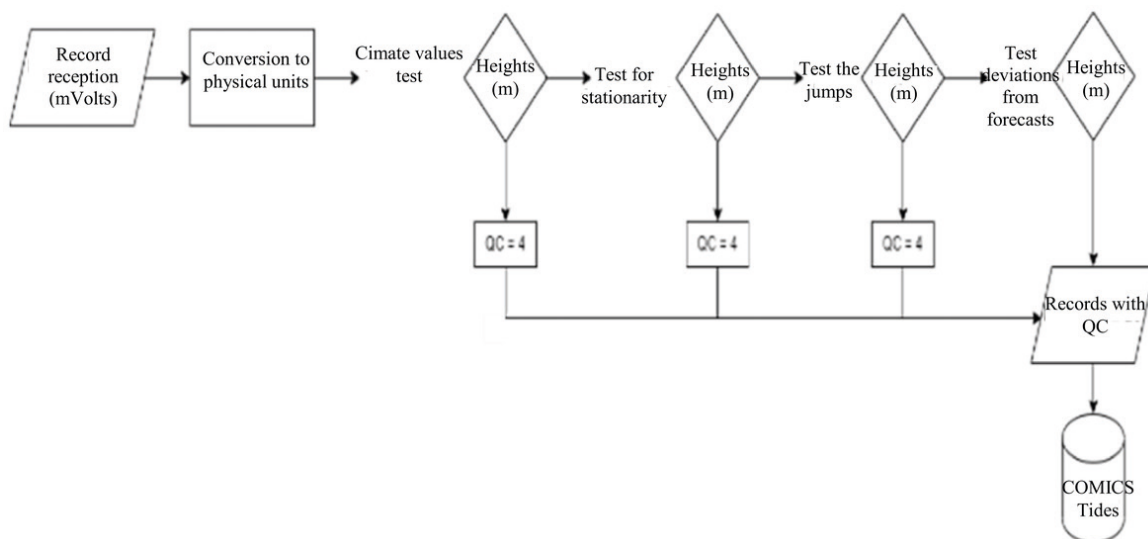 Record
reception
(mVolts)
Conversion to
physical units
Cimate values
test
Heights
(m)
Test for
stationarity
Heights
(m)
Test the
jumps
Heights
(m)
Test
deviations
from
forecasts
Heights
(m)
QC = 4
QC = 4
QC = 4
Records with
QC
COMICS
Tides